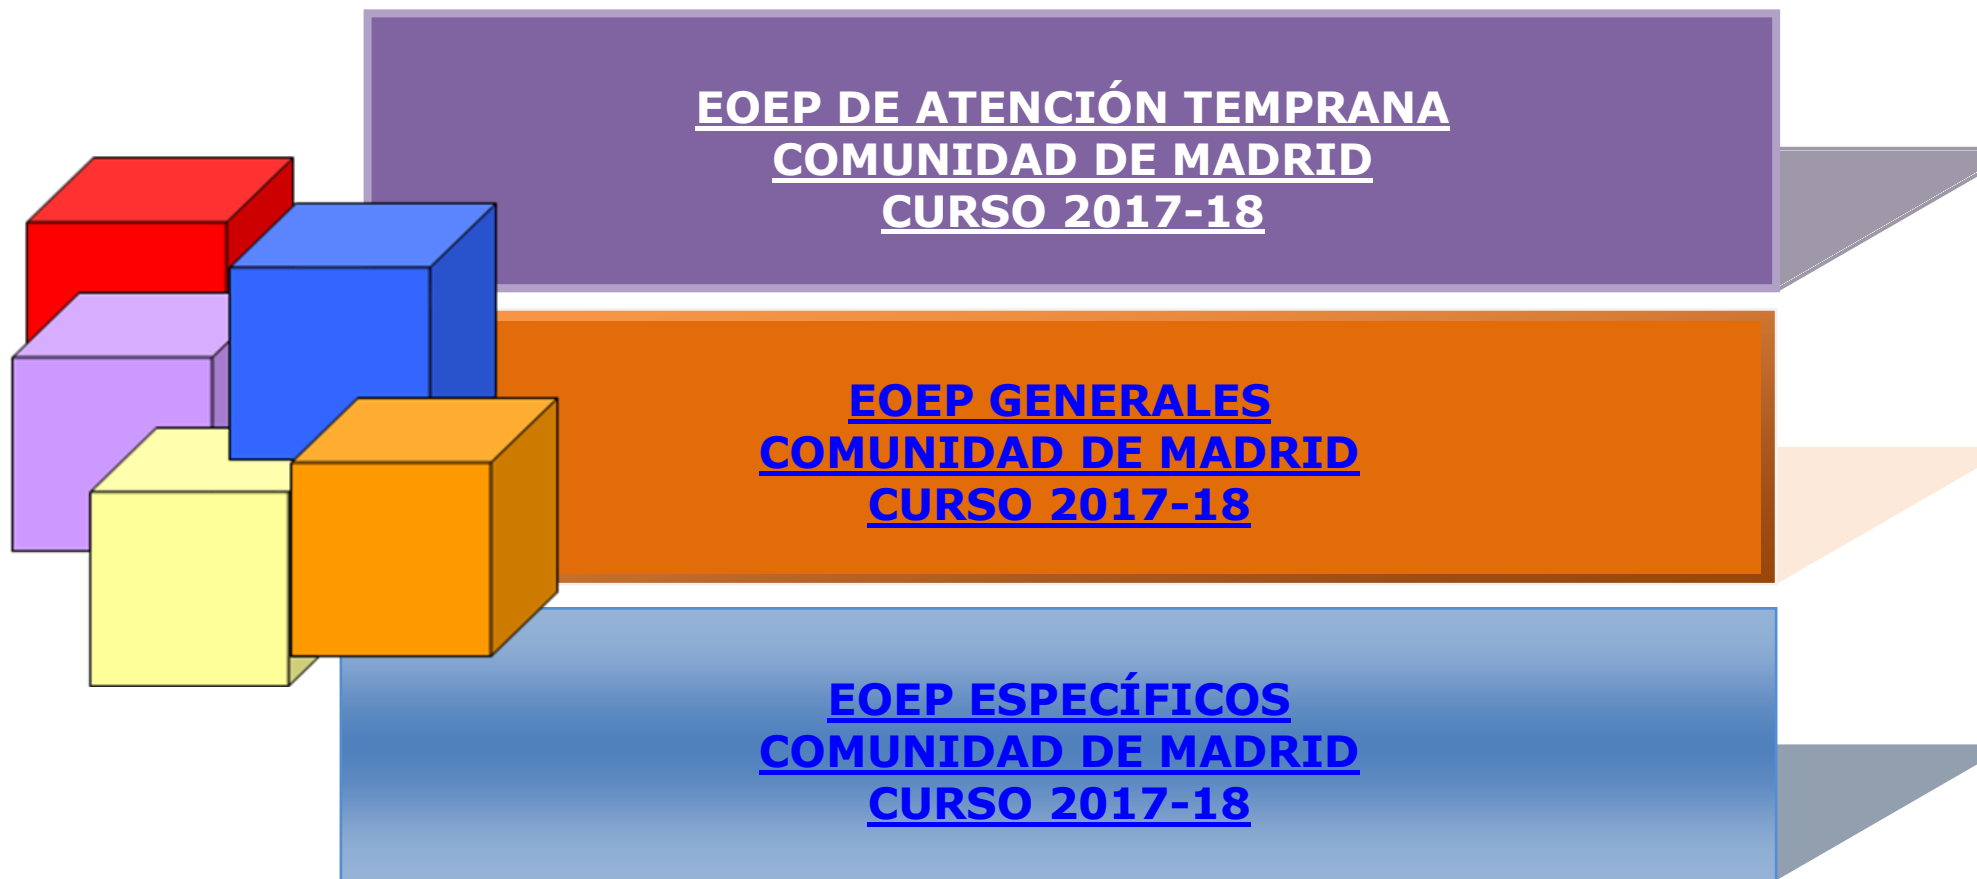 EOEP DE ATENCIÓN TEMPRANA
COMUNIDAD DE MADRID
CURSO 2017-18
EOEP GENERALES
COMUNIDAD DE MADRID
CURSO 2017-18
EOEP ESPECÍFICOS
COMUNIDAD DE MADRID
CURSO 2017-18